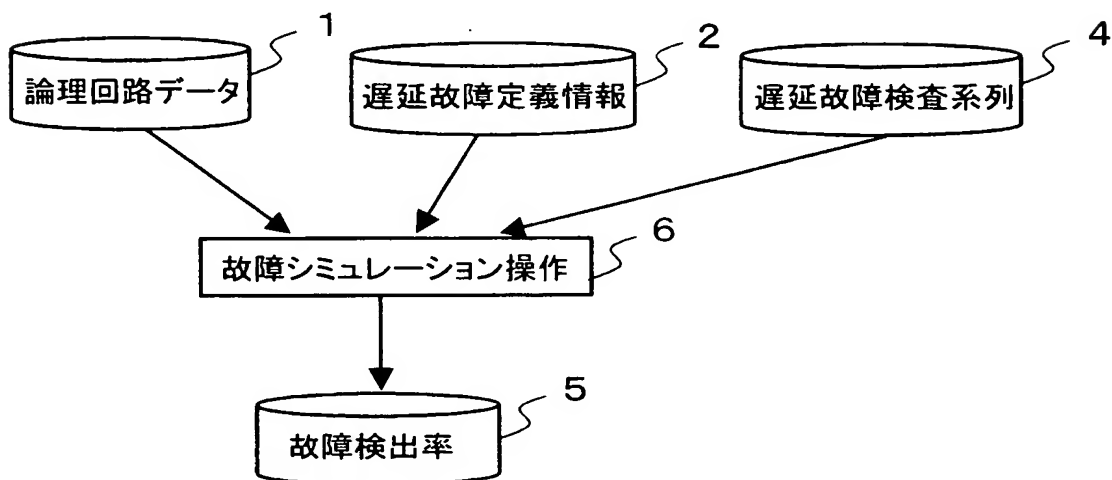 1
論理回路データ
2
遅延故障定義情報
4
遅延故障検査系列
6
故障シミュレーション操作
5
故障検出率